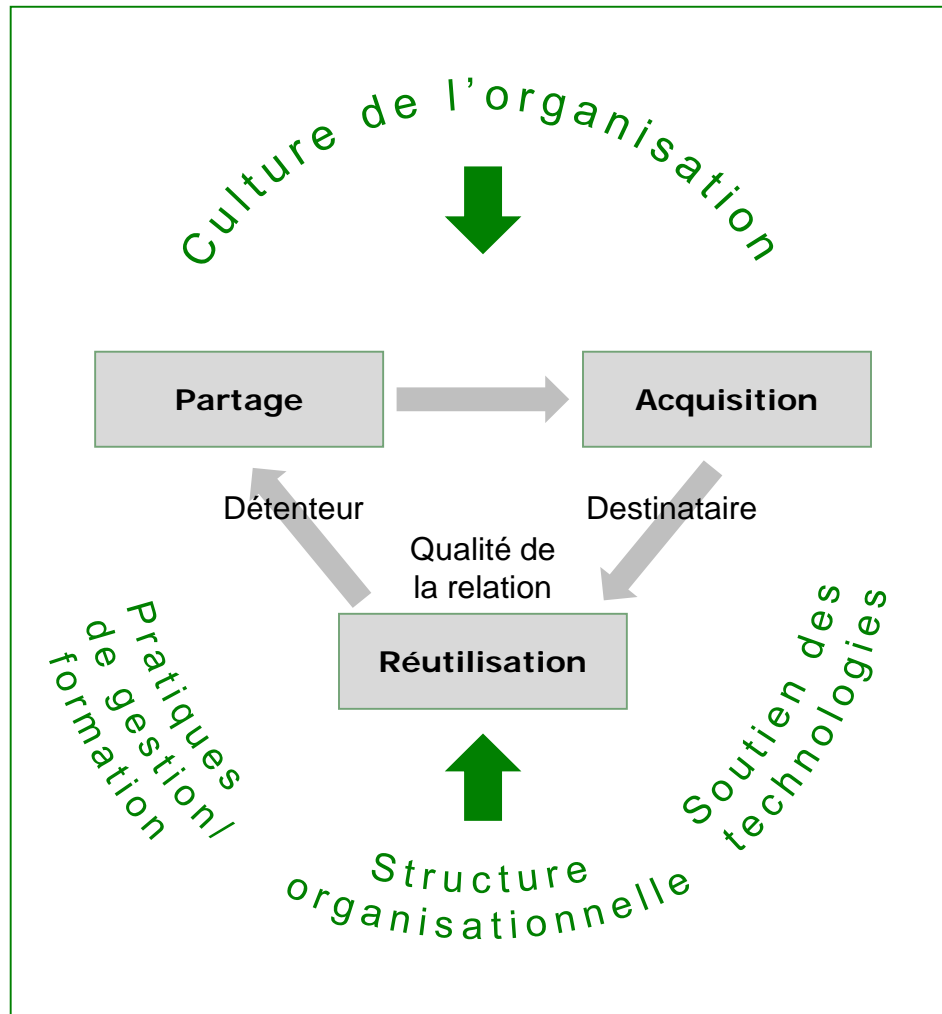 Culture de l’organisation
Partage
Acquisition
Détenteur
Destinataire
Qualité de
la relation
Réutilisation
Pratiques
de gestion/
formation
Soutien des
technologies
Structure
organisationnelle